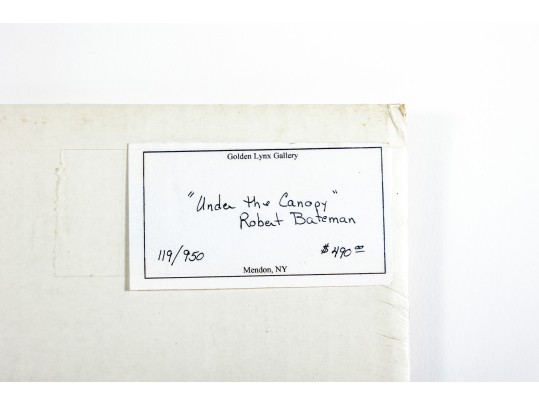 Golden Lynx Gallery
"Under the Canopy"
Robert Bateman
119/950 $490.00
Mendon, NY